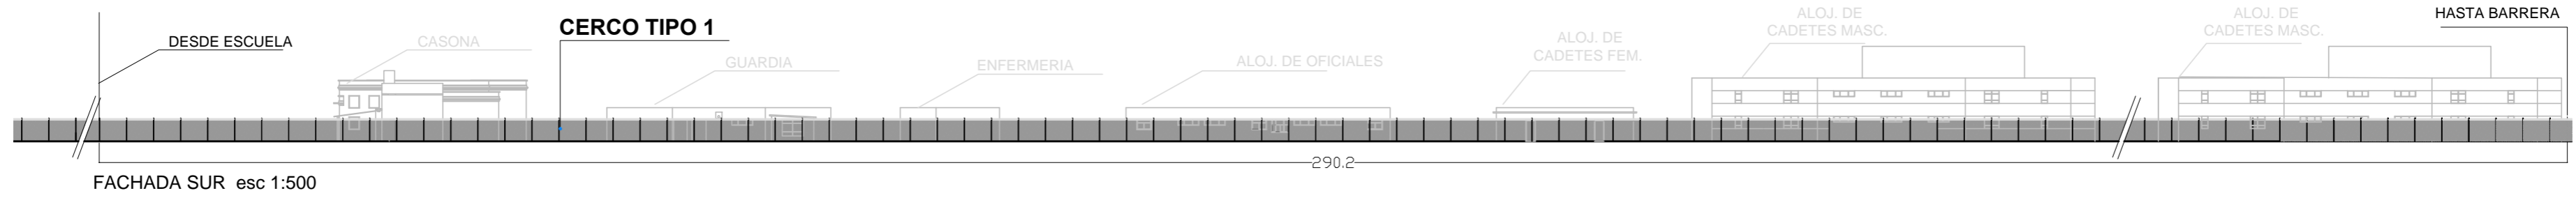 DESDE ESCUELA
CASONA
CERCO TIPO 1
GUARDIA
ENFERMERIA
ALOJ. DE OFICIALES
ALOJ. DE
CADETES FEM.
ALOJ. DE
CADETES MASC.
ALOJ. DE
CADETES MASC.
HASTA BARRERA
290.2
FACHADA SUR esc 1:500